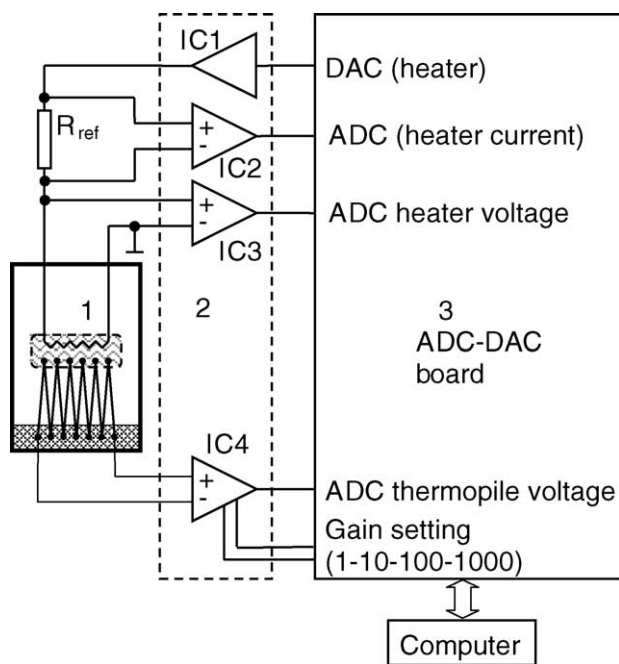 IC1
DAC (heater)
R_ref
+
-
IC2
ADC (heater current)
+
-
IC3
ADC heater voltage
1
2
3
ADC-DAC
board
IC4
+
-
ADC thermopile voltage
Gain setting
(1-10-100-1000)
Computer